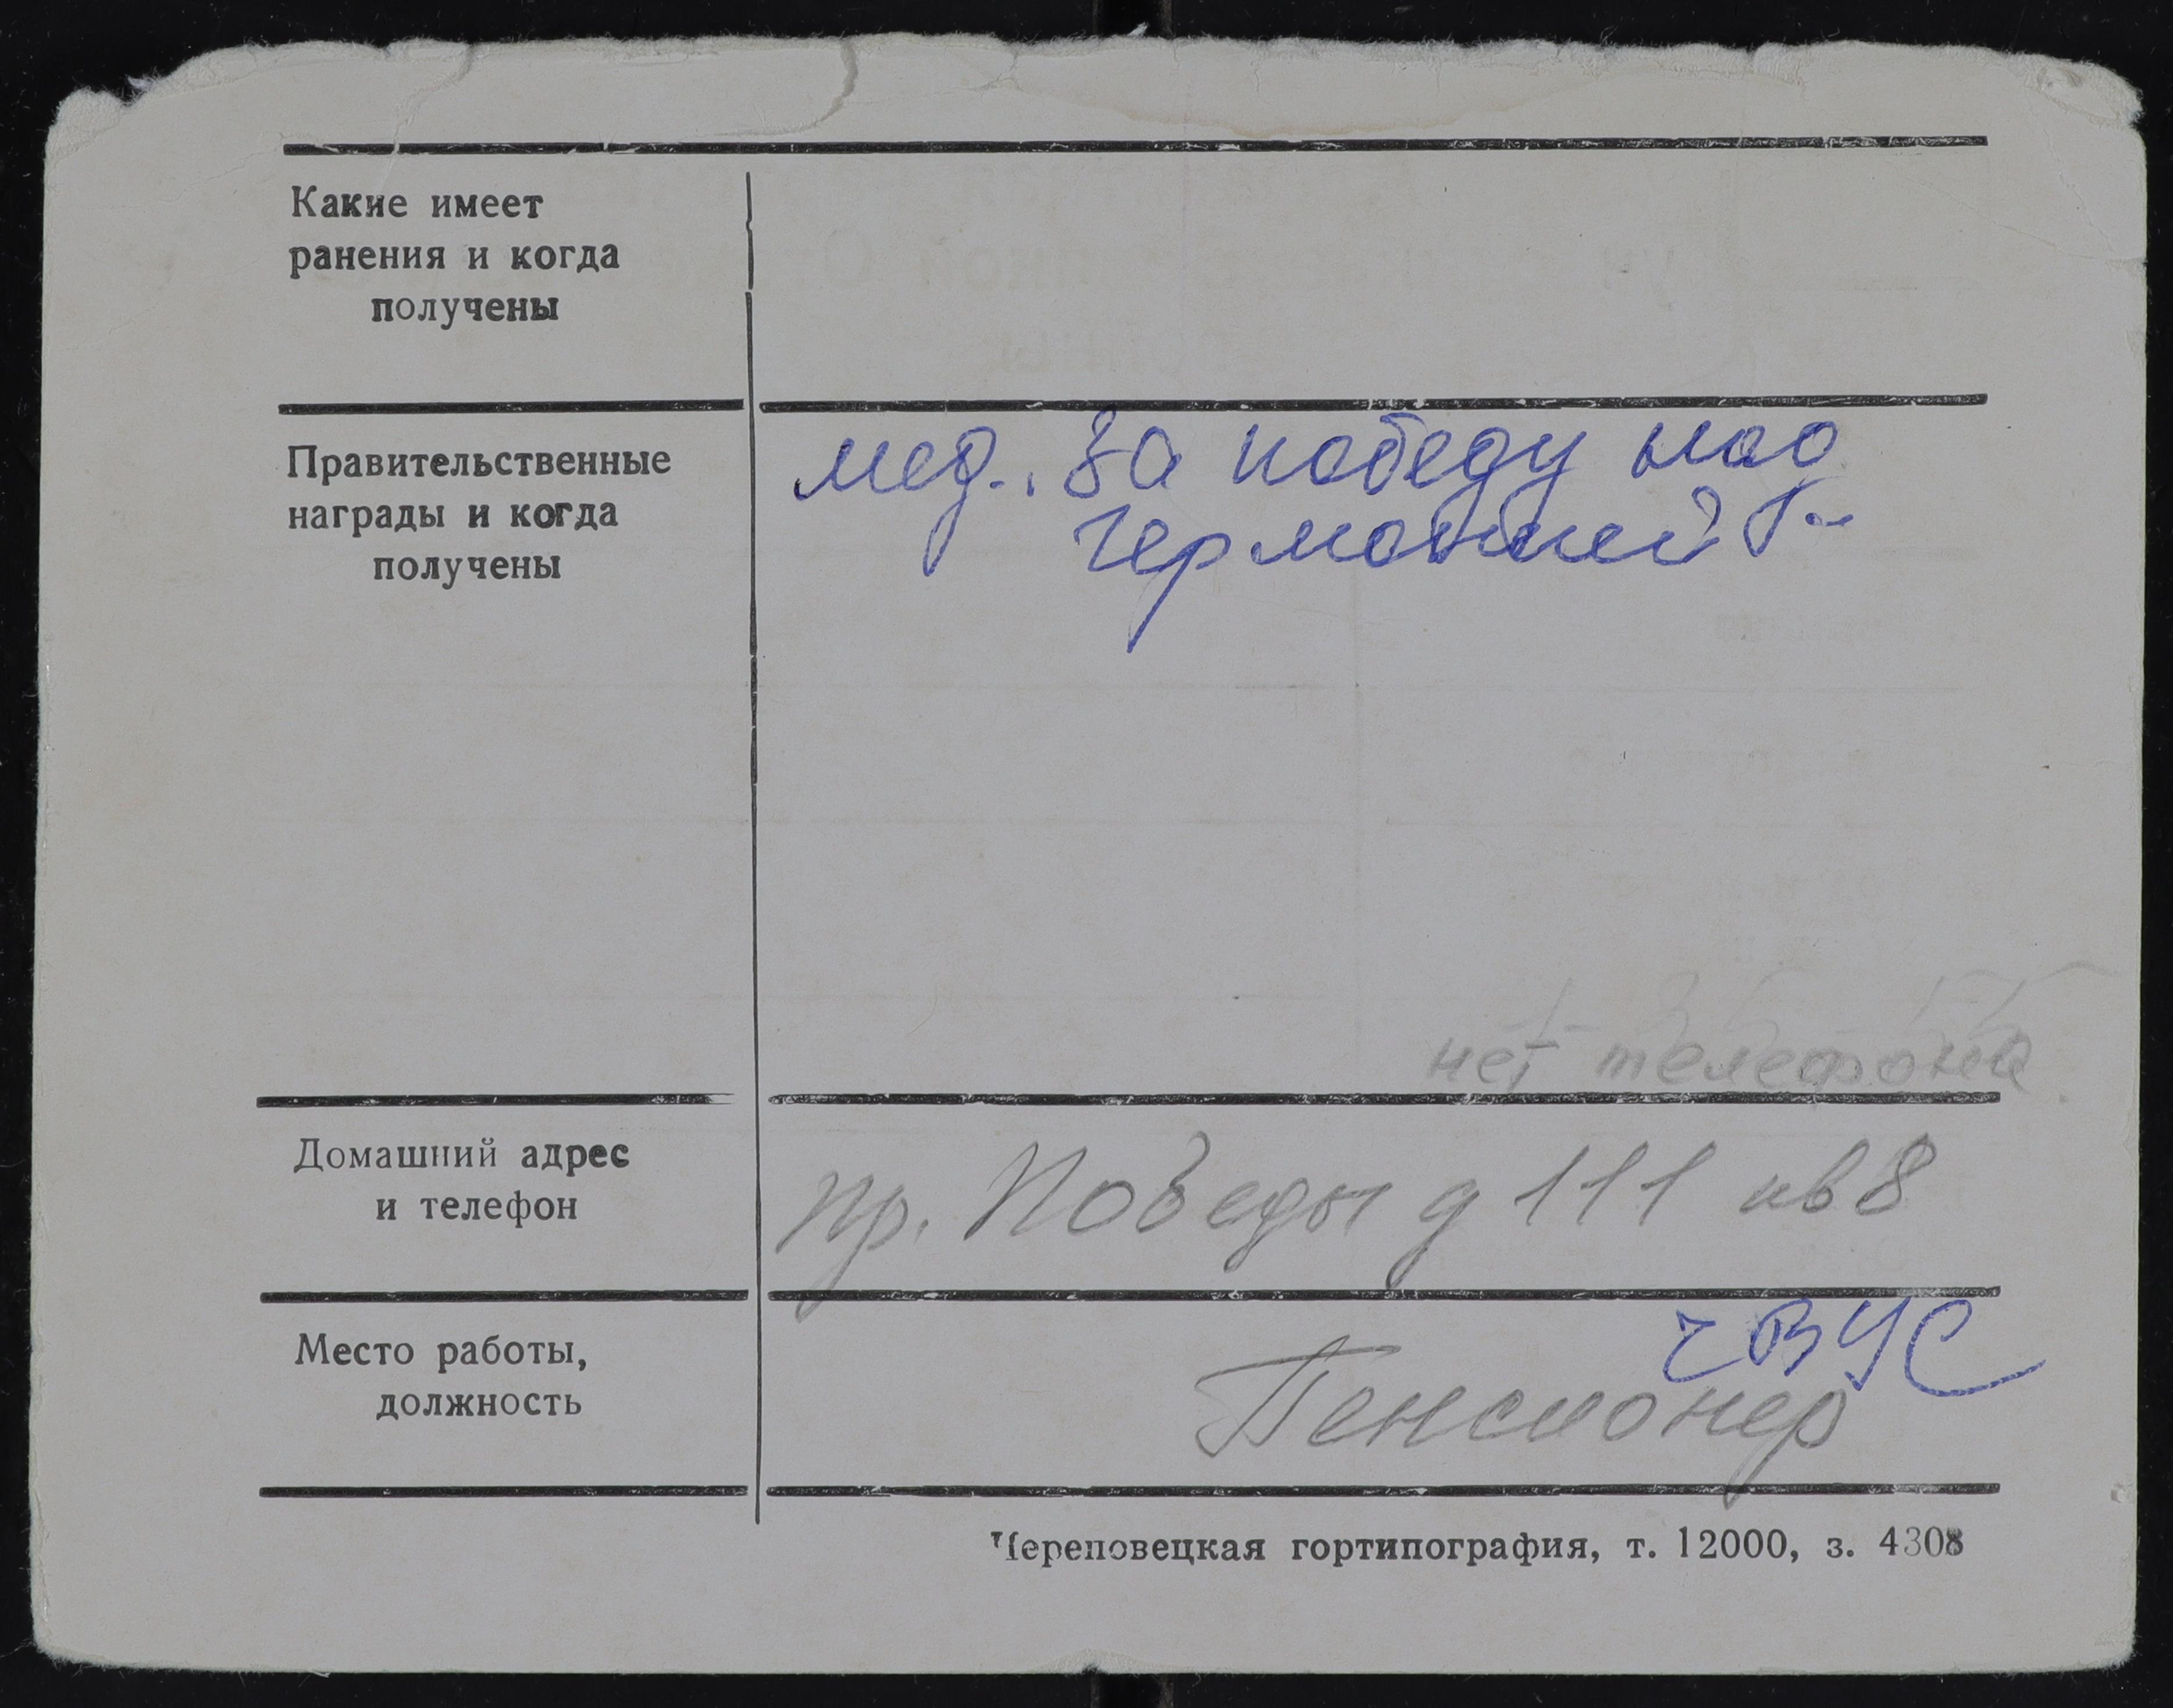 Какие имеет
ранения и когда
получены
Правительственные
награды и когда
получены
мед. „За победу над
Германией"
нет телефона
Домашний адрес
и телефон
пр. Победы д 111 кв 8
Место работы,
должность
ЧВУС
Пенсионер
Череповецкая гортипография, т. 12000, з. 4308